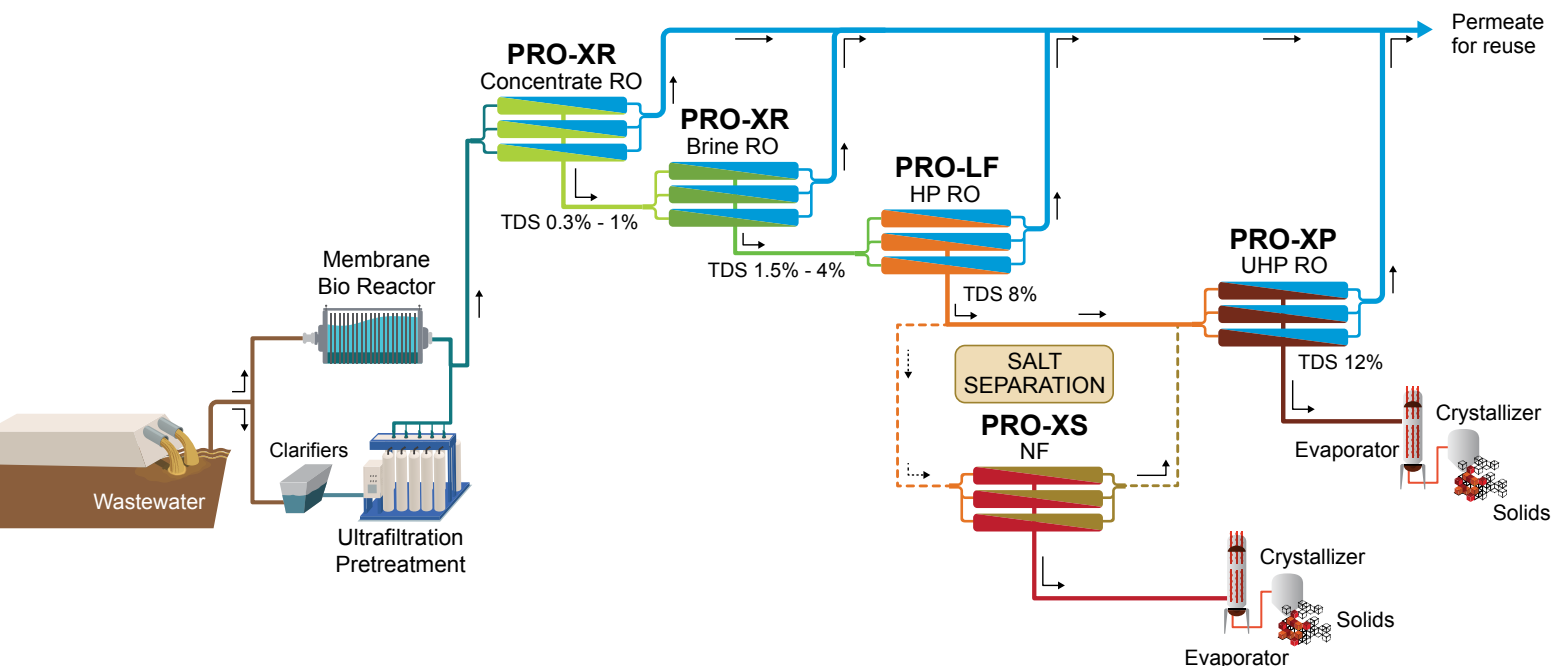 Permeate
for reuse
PRO-XR
Concentrate RO
PRO-XR
Brine RO
PRO-LF
HP RO
TDS 0.3% - 1%
PRO-XP
UHP RO
Membrane
Bio Reactor
TDS 1.5% - 4%
TDS 8%
SALT
SEPARATION
TDS 12%
PRO-XS
NF
Crystallizer
Evaporator
Solids
Clarifiers
Wastewater
Ultrafiltration
Pretreatment
Crystallizer
Solids
Evaporator